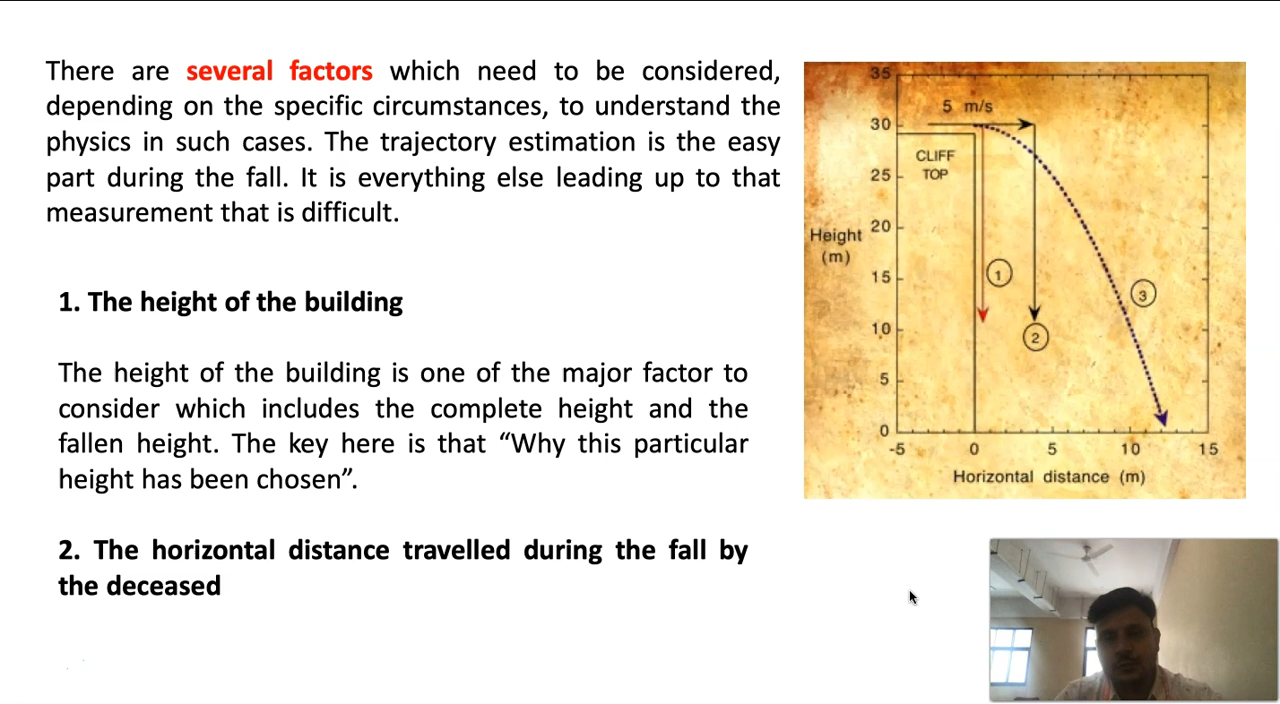 There are several factors which need to be considered,
depending on the specific circumstances, to understand the
physics in such cases. The trajectory estimation is the easy
part during the fall. It is everything else leading up to that
measurement that is difficult.
1. The height of the building
The height of the building is one of the major factor to
consider which includes the complete height and the
fallen height. The key here is that “Why this particular
height has been chosen”.
2. The horizontal distance travelled during the fall by
the deceased
35
5 m/s
30
CLIFF
TOP
25
20
Height
(m)
15
1
3
10
2
5
0
-5 0 5 10 15
Horizontal distance (m)